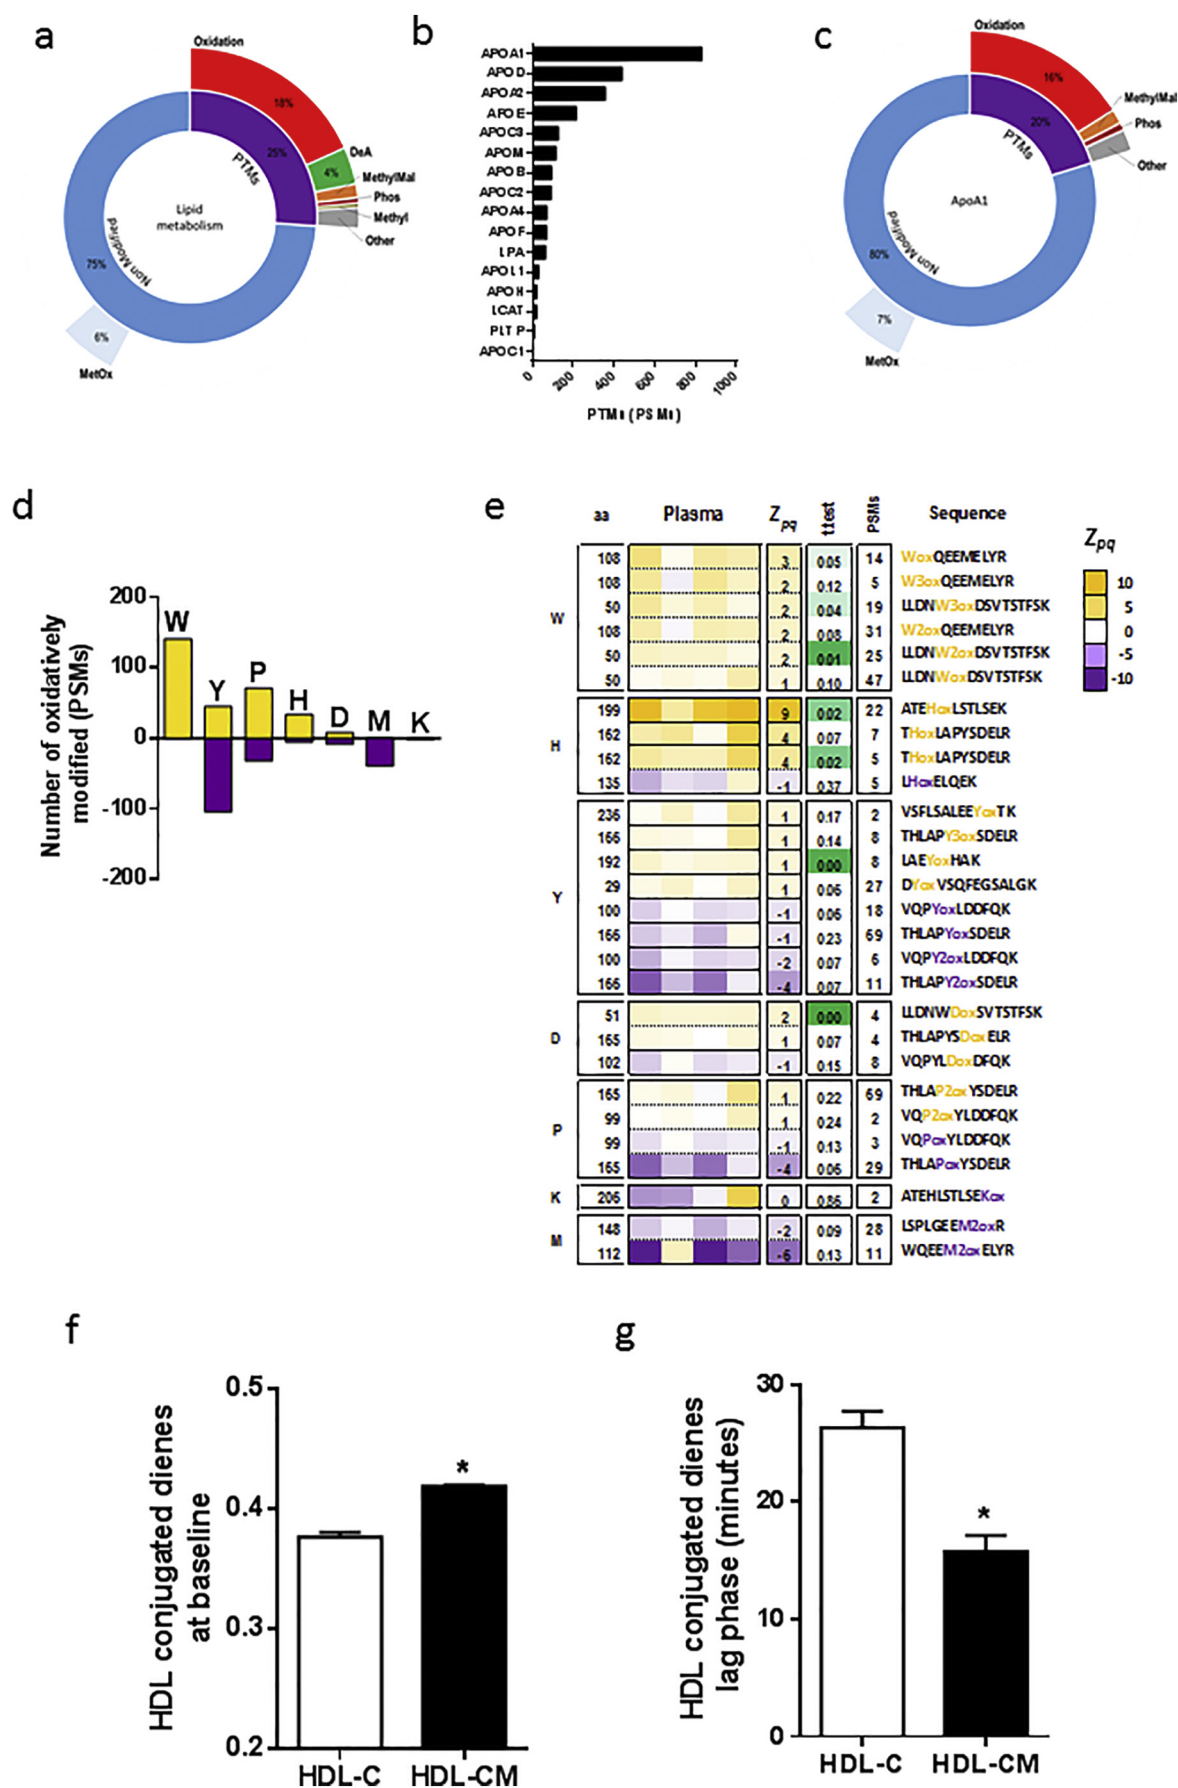 a
Oxidation
18%
25%
PTMs
DeA
4%
MethylMal
Phos
Methyl
Other
Lipid
metabolism
75%
Non Modified
6%
MetOx
b
APOA1
APOD
APOA2
APOE
APOC3
APOM
APOB
APOC2
APOA4
APOF
LPA
APOL1
APOH
LCAT
PLTP
APOC1
0
200
400
600
800
1000
PTMs (PSMs)
c
Oxidation
16%
20%
PTMs
MethylMal
Phos
Other
ApoA1
80%
Non Modified
7%
MetOx
d
Number of oxidatively
modified (PSMs)
200
100
0
-100
-200
W
Y
P
H
D
M
K
e
aa Plasma Zpq ttest PSMs Sequence
W
108 3 0.05 14 WoxQEEMELYR
108 2 0.12 5 W3oxQEEMELYR
50 2 0.04 19 LLDNW3oxDSVTSTFSK
108 2 0.08 31 W2oxQEEMELYR
50 2 0.01 25 LLDNW2oxDSVTSTFSK
50 1 0.10 47 LLDNWoxDSVTSTFSK
H
199 9 0.02 22 ATEHoxLSTLSEK
162 4 0.07 7 THoxLAPYSDELR
162 4 0.02 5 THoxLAPYSDELR
135 -1 0.37 5 LHoxELQEK
Y
236 1 0.17 2 VSFLSALEEYoxTK
166 1 0.14 8 THLAPY3oxSDELR
192 1 0.00 8 LAEYoxHAK
29 1 0.06 27 DYoxVSQFEGSALGK
100 -1 0.06 18 VQPYoxLDDFQK
166 -1 0.23 69 THLAPYoxSDELR
100 -2 0.07 6 VQPY2oxLDDFQK
166 -4 0.07 11 THLAPY2oxSDELR
D
51 2 0.00 4 LLDNWDoxSVTSTFSK
165 1 0.07 4 THLAPYSDoxELR
102 -1 0.15 8 VQPYLDoxDFQK
P
165 1 0.22 69 THLAP2oxYSDELR
99 1 0.24 2 VQP2oxYLDDFQK
99 -1 0.13 3 VQPoxYLDDFQK
165 -4 0.06 29 THLAPoxYSDELR
K
206 0 0.86 2 ATEHLSTLSEKox
M
148 -2 0.09 28 LSPLGEEM2oxR
112 -6 0.13 11 WQEEM2oxELYR
Zpq
10
5
0
-5
-10
f
HDL conjugated dienes
at baseline
0.5
0.4
0.3
0.2
*
HDL-C
HDL-CM
g
HDL conjugated dienes
lag phase (minutes)
30
20
10
0
*
HDL-C
HDL-CM